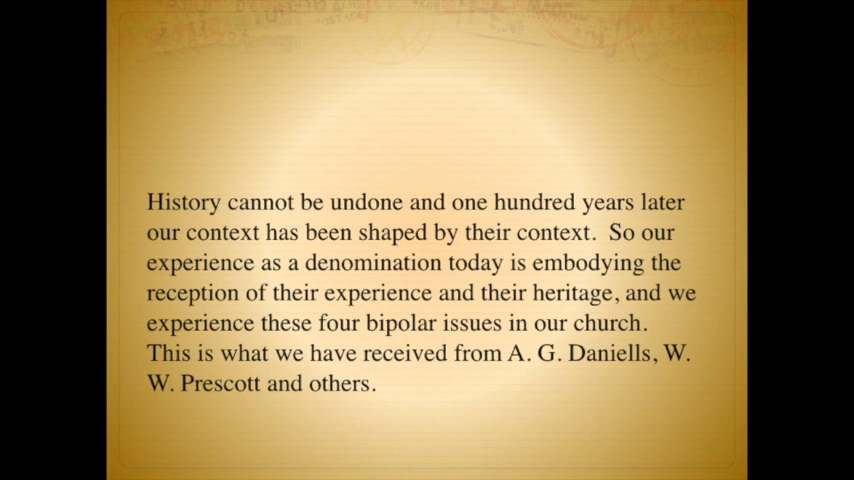 History cannot be undone and one hundred years later
our context has been shaped by their context.  So our
experience as a denomination today is embodying the
reception of their experience and their heritage, and we
experience these four bipolar issues in our church.
This is what we have received from A. G. Daniells, W.
W. Prescott and others.